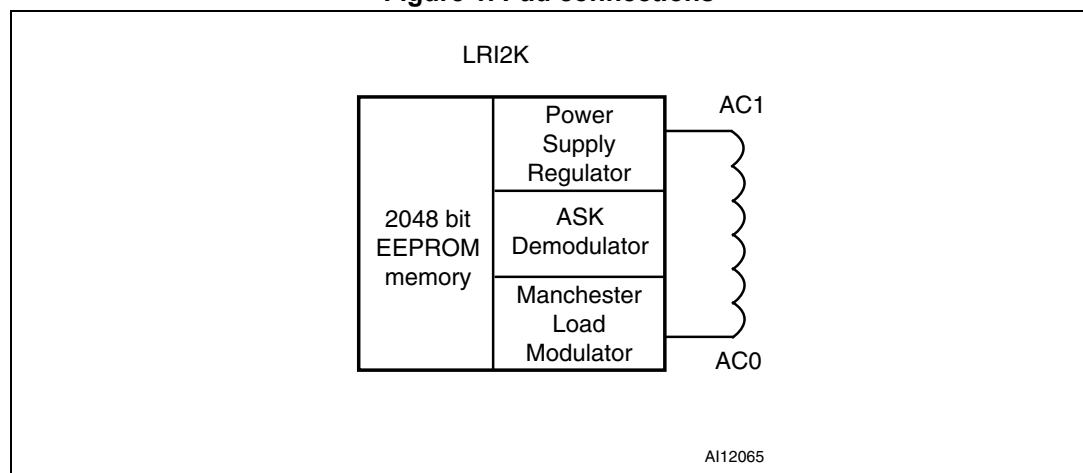 LRI2K
AC1
Power
Supply
Regulator
2048 bit
EEPROM
memory
ASK
Demodulator
Manchester
Load
Modulator
AC0
AI12065